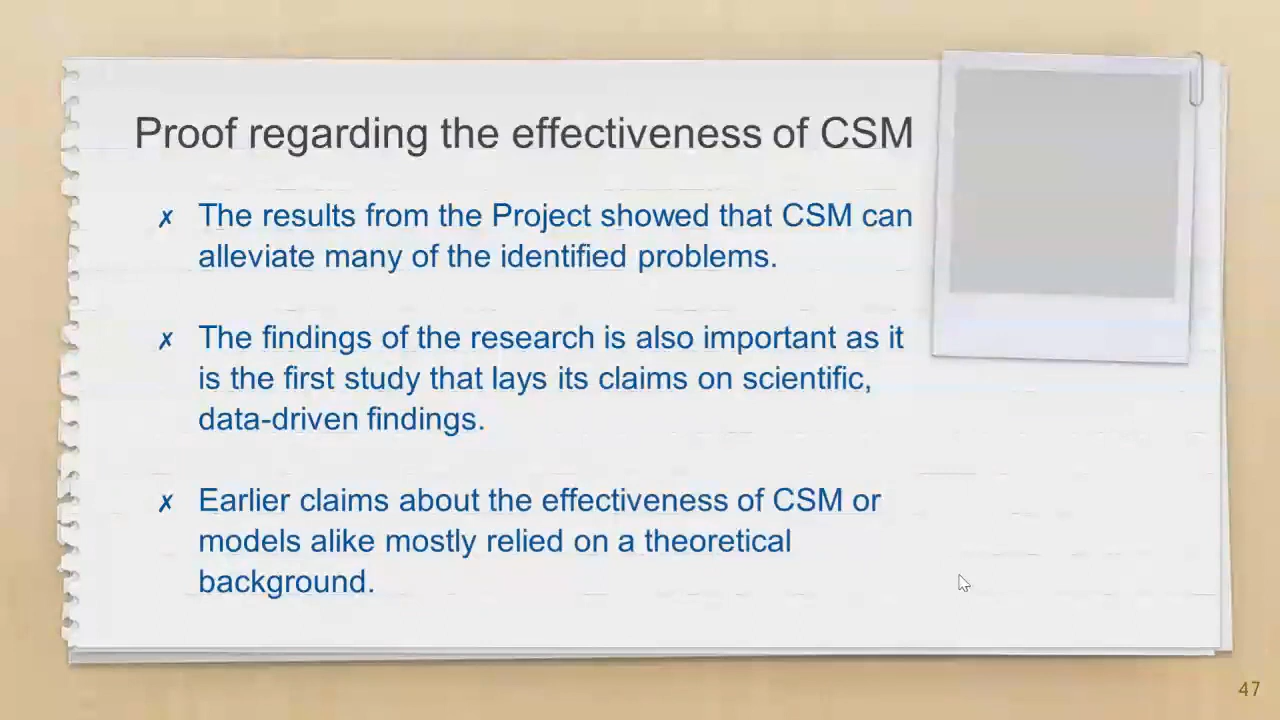 Proof regarding the effectiveness of CSM
✗ The results from the Project showed that CSM can
alleviate many of the identified problems.
✗ The findings of the research is also important as it
is the first study that lays its claims on scientific,
data-driven findings.
✗ Earlier claims about the effectiveness of CSM or
models alike mostly relied on a theoretical
background.
47